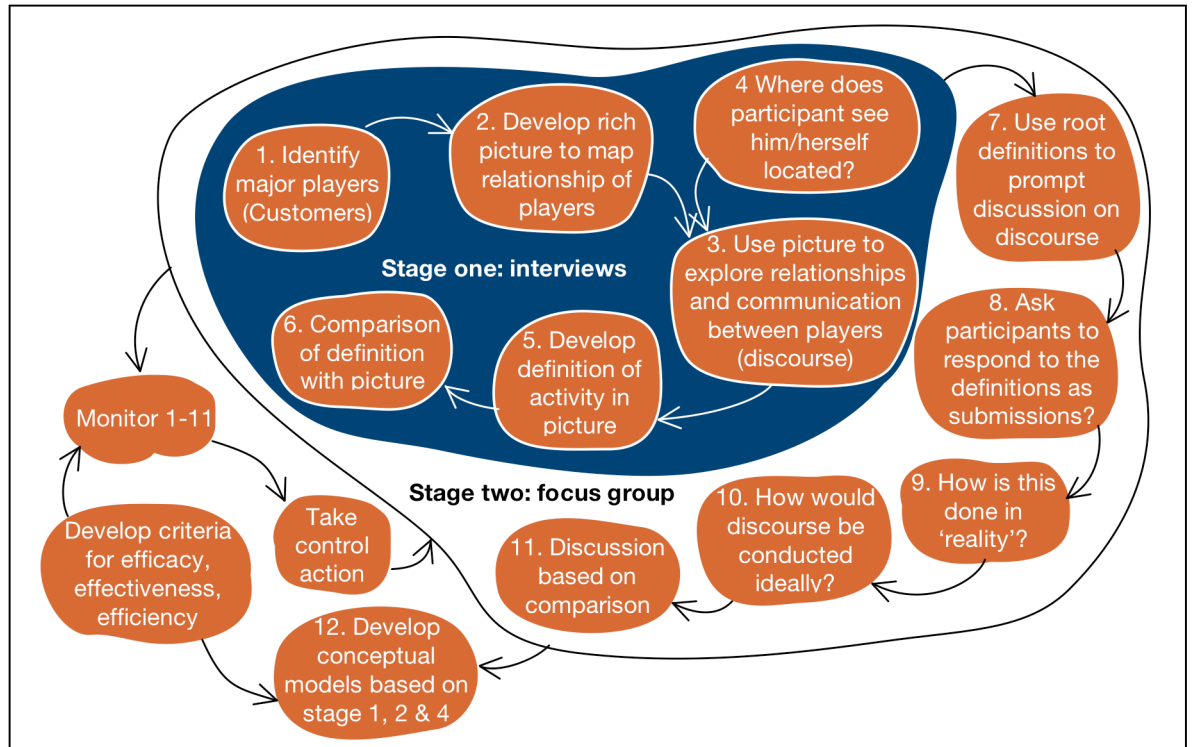 1. Identify
major players
(Customers)
2. Develop rich
picture to map
relationship of
players
4 Where does
participant see
him/herself
located?
3. Use picture to
explore relationships
and communication
between players
(discourse)
Stage one: interviews
5. Develop
definition of
activity in
picture
6. Comparison
of definition
with picture
7. Use root
definitions to
prompt
discussion on
discourse
8. Ask
participants to
respond to the
definitions as
submissions?
9. How is this
done in
‘reality’?
10. How would
discourse be
conducted
ideally?
11. Discussion
based on
comparison
Stage two: focus group
Monitor 1-11
Take
control
action
Develop criteria
for efficacy,
effectiveness,
efficiency
12. Develop
conceptual
models based on
stage 1, 2 & 4